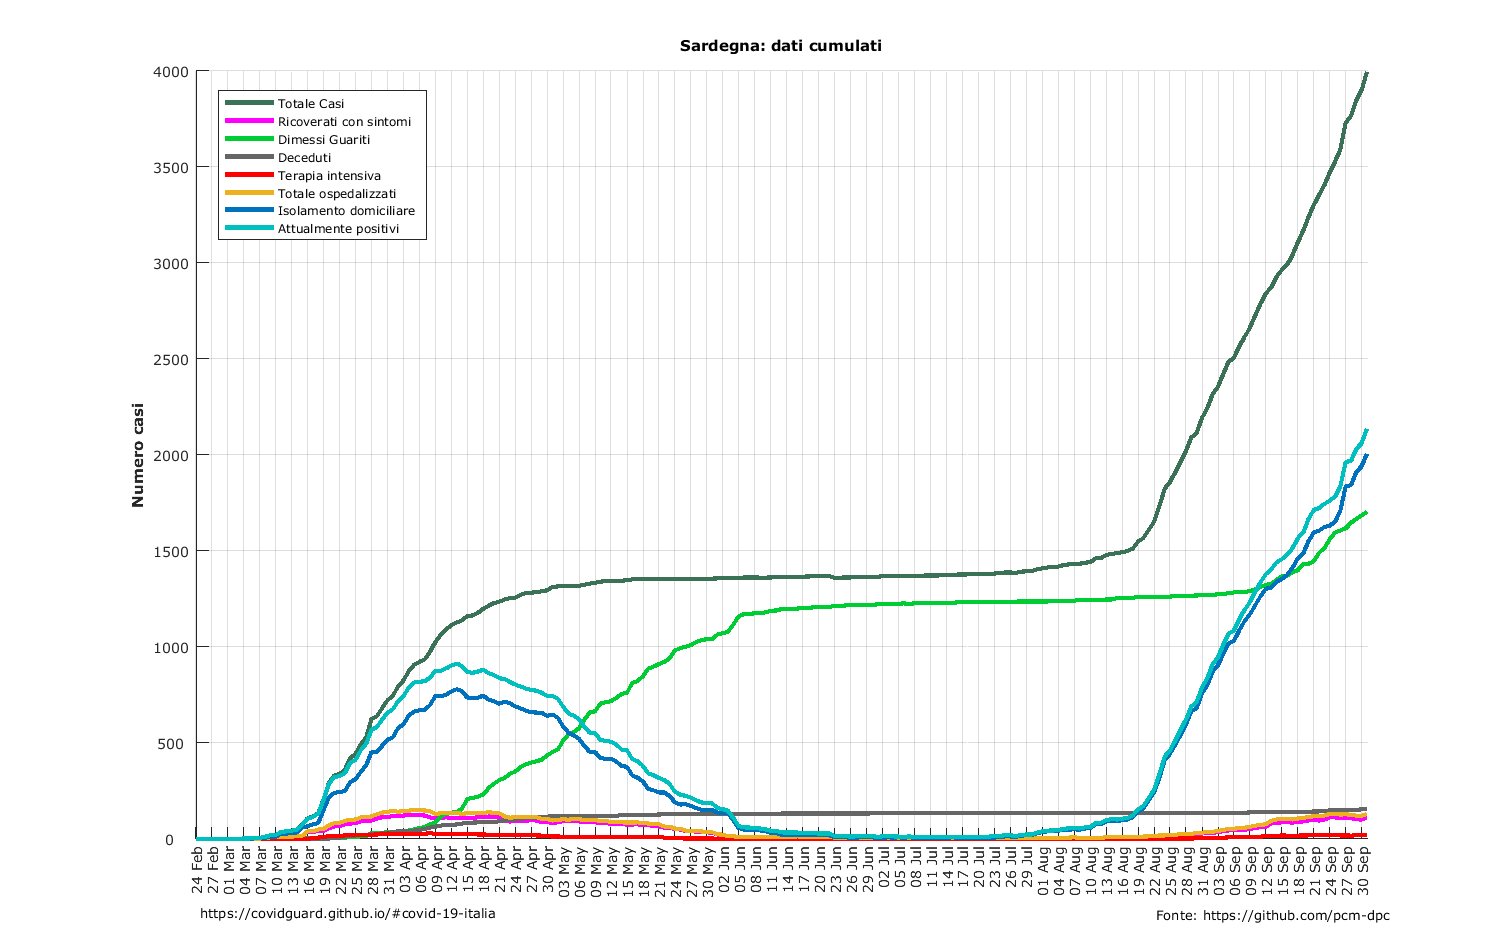 Sardegna: dati cumulati
Numero casi
4000
3500
3000
2500
2000
1500
1000
500
0
Totale Casi
Ricoverati con sintomi
Dimessi Guariti
Deceduti
Terapia intensiva
Totale ospedalizzati
Isolamento domiciliare
Attualmente positivi
24 Feb
27 Feb
01 Mar
04 Mar
07 Mar
10 Mar
13 Mar
16 Mar
19 Mar
22 Mar
25 Mar
28 Mar
31 Mar
03 Apr
06 Apr
09 Apr
12 Apr
15 Apr
18 Apr
21 Apr
24 Apr
27 Apr
30 Apr
03 May
06 May
09 May
12 May
15 May
18 May
21 May
24 May
27 May
30 May
02 Jun
05 Jun
08 Jun
11 Jun
14 Jun
17 Jun
20 Jun
23 Jun
26 Jun
29 Jun
02 Jul
05 Jul
08 Jul
11 Jul
14 Jul
17 Jul
20 Jul
23 Jul
26 Jul
29 Jul
01 Aug
04 Aug
07 Aug
10 Aug
13 Aug
16 Aug
19 Aug
22 Aug
25 Aug
28 Aug
31 Aug
03 Sep
06 Sep
09 Sep
12 Sep
15 Sep
18 Sep
21 Sep
24 Sep
27 Sep
30 Sep
https://covidguard.github.io/#covid-19-italia
Fonte: https://github.com/pcm-dpc